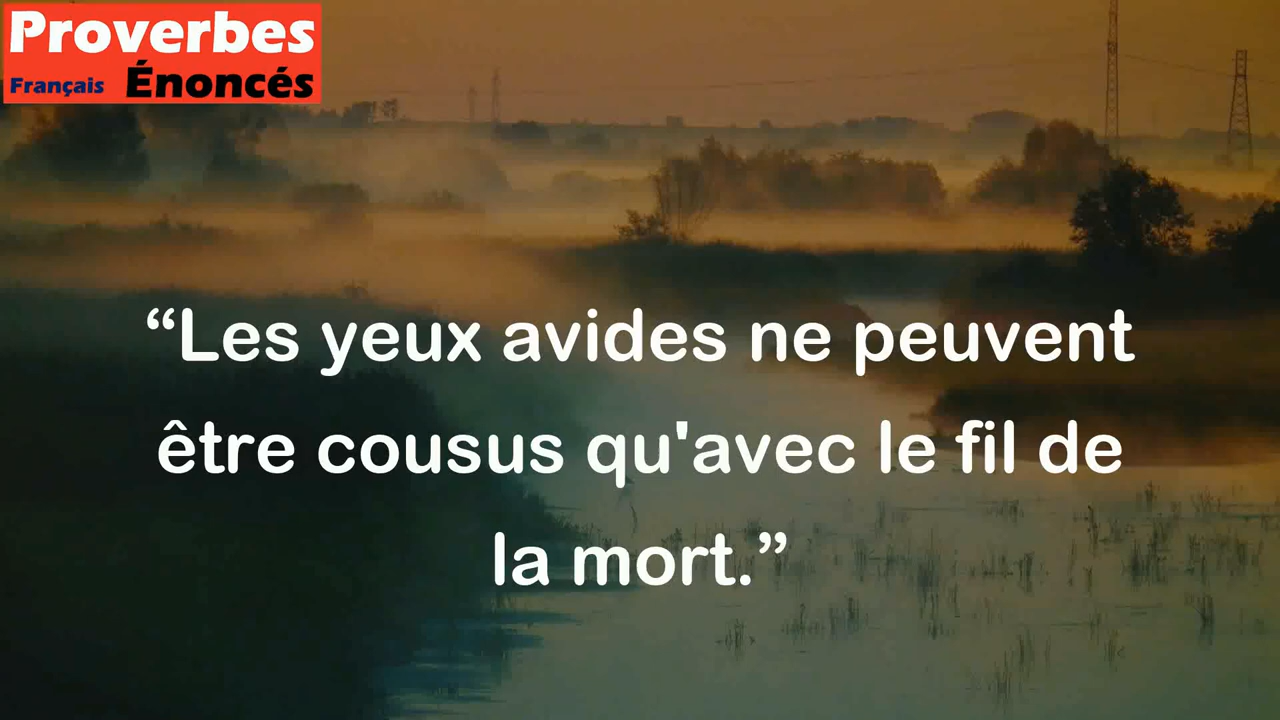 Proverbes
Français Énoncés
“Les yeux avides ne peuvent
être cousus qu'avec le fil de
la mort.”